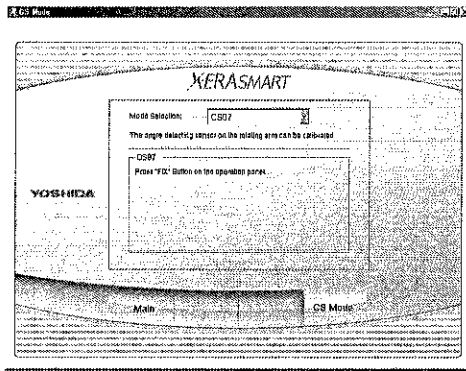 CS Mode
XERASMART
Mode Selection: CS07
The angle detecting sensor on the rotating arm can be calibrated
CS07
Press "FIX" Button on the operation panel...
YOSHIDA
Main
CS Mode